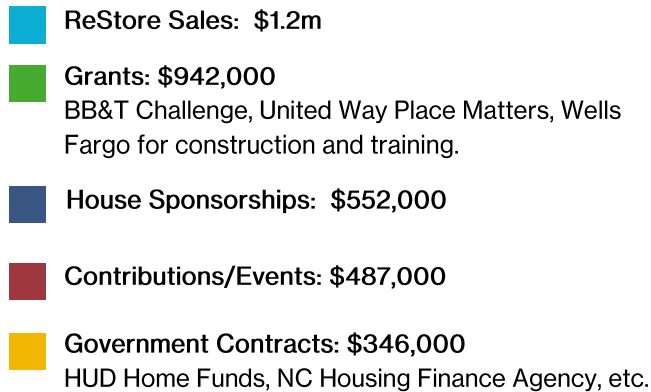 ReStore Sales:  $1.2m
Grants: $942,000
BB&T Challenge, United Way Place Matters, Wells
Fargo for construction and training.
House Sponsorships:  $552,000
Contributions/Events: $487,000
Government Contracts: $346,000
HUD Home Funds, NC Housing Finance Agency, etc.